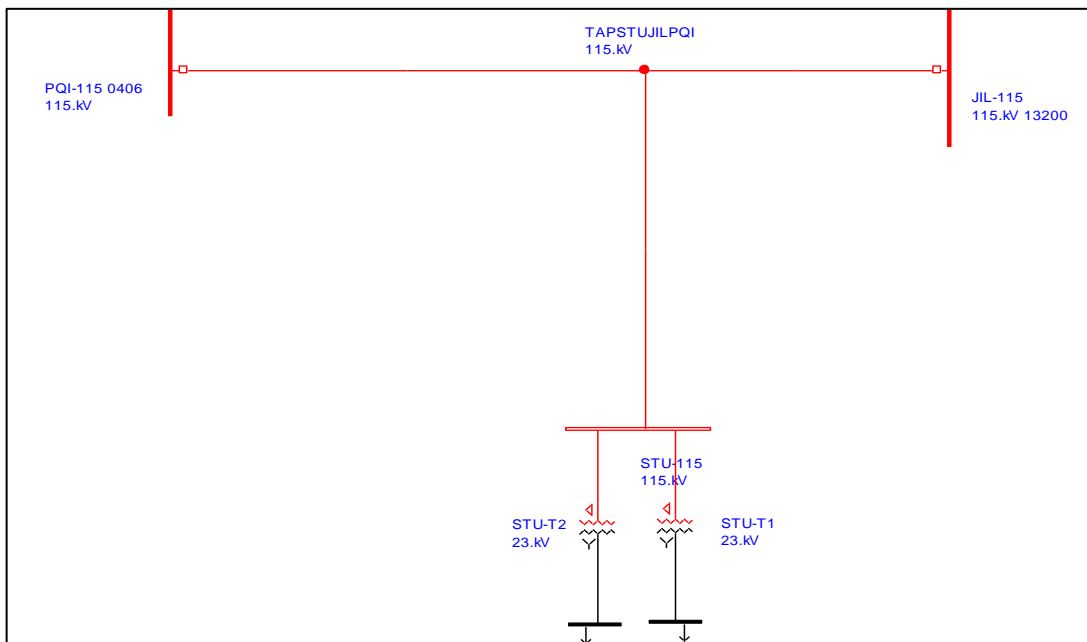 TAPSTUJILPQI
115.kV
PQI-115 0406
115.kV
JIL-115
115.kV 13200
STU-115
115.kV
STU-T2
23.kV
STU-T1
23.kV